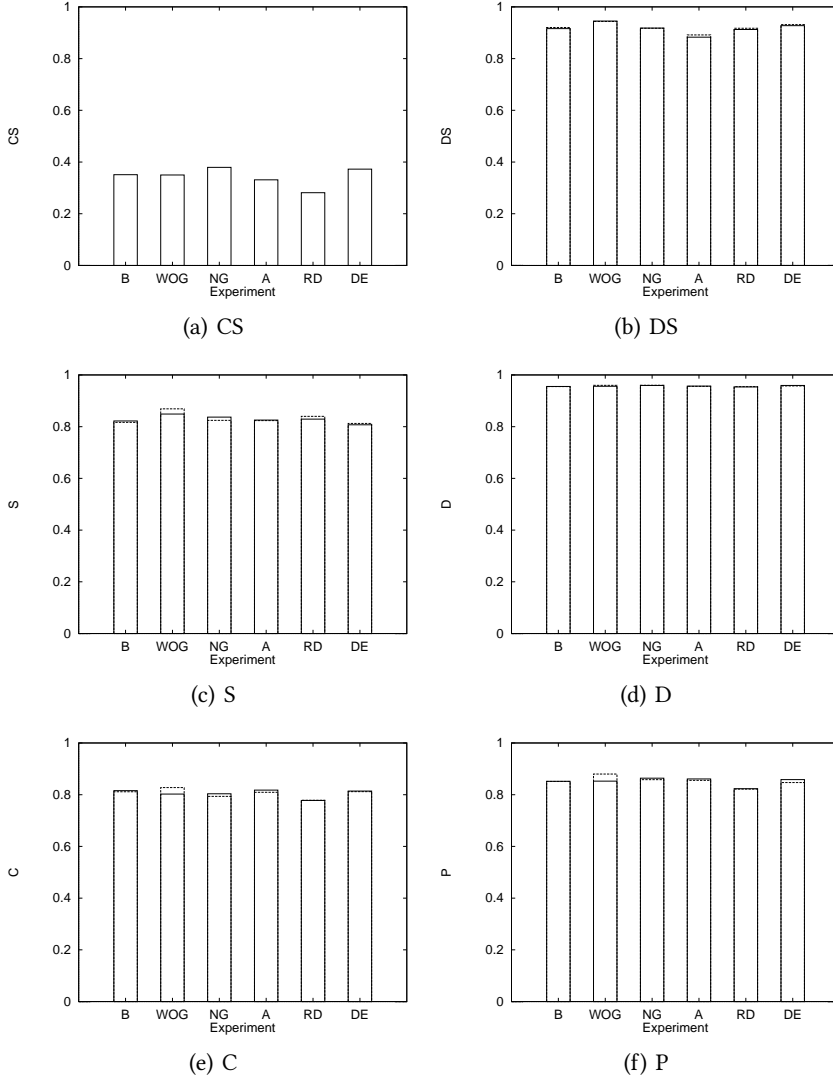 1
0.8
0.6
0.4
0.2
0
CS
B WOG NG A RD DE
Experiment
(a) CS
1
0.8
0.6
0.4
0.2
0
DS
B WOG NG A RD DE
Experiment
(b) DS
1
0.8
0.6
0.4
0.2
0
S
B WOG NG A RD DE
Experiment
(c) S
1
0.8
0.6
0.4
0.2
0
D
B WOG NG A RD DE
Experiment
(d) D
1
0.8
0.6
0.4
0.2
0
C
B WOG NG A RD DE
Experiment
(e) C
1
0.8
0.6
0.4
0.2
0
P
B WOG NG A RD DE
Experiment
(f) P